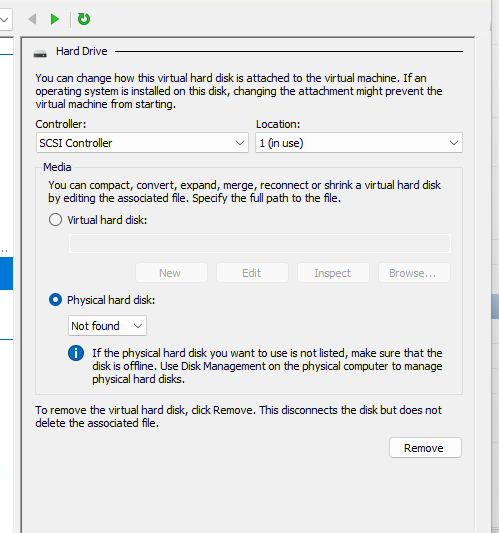 Hard Drive
You can change how this virtual hard disk is attached to the virtual machine. If an
operating system is installed on this disk, changing the attachment might prevent the
virtual machine from starting.
Controller:
Location:
SCSI Controller
1 (in use)
Media
You can compact, convert, expand, merge, reconnect or shrink a virtual hard disk
by editing the associated file. Specify the full path to the file.
Virtual hard disk:
New
Edit
Inspect
Browse...
Physical hard disk:
Not found
If the physical hard disk you want to use is not listed, make sure that the
disk is offline. Use Disk Management on the physical computer to manage
physical hard disks.
To remove the virtual hard disk, click Remove. This disconnects the disk but does not
delete the associated file.
Remove